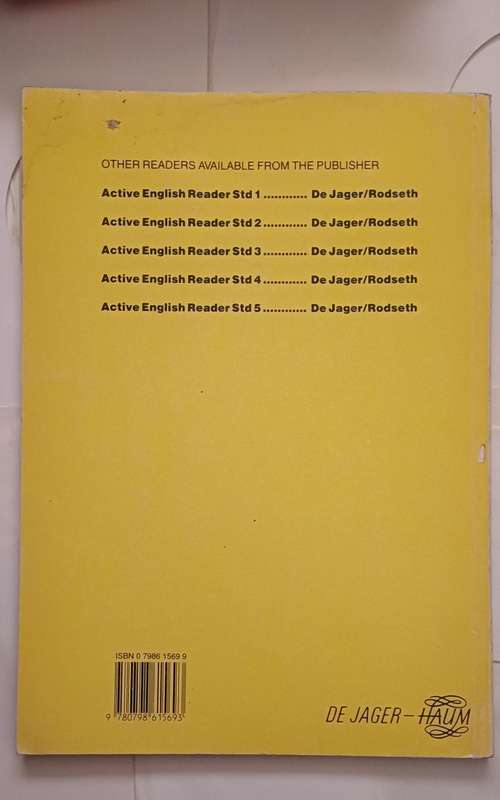 OTHER READERS AVAILABLE FROM THE PUBLISHER
Active English Reader Std 1 ............ De Jager/Rodseth
Active English Reader Std 2 ............ De Jager/Rodseth
Active English Reader Std 3 ............ De Jager/Rodseth
Active English Reader Std 4 ............ De Jager/Rodseth
Active English Reader Std 5 ............ De Jager/Rodseth
ISBN 0 7986 1569 9
9 780798 615693
DE JAGER – HAUM